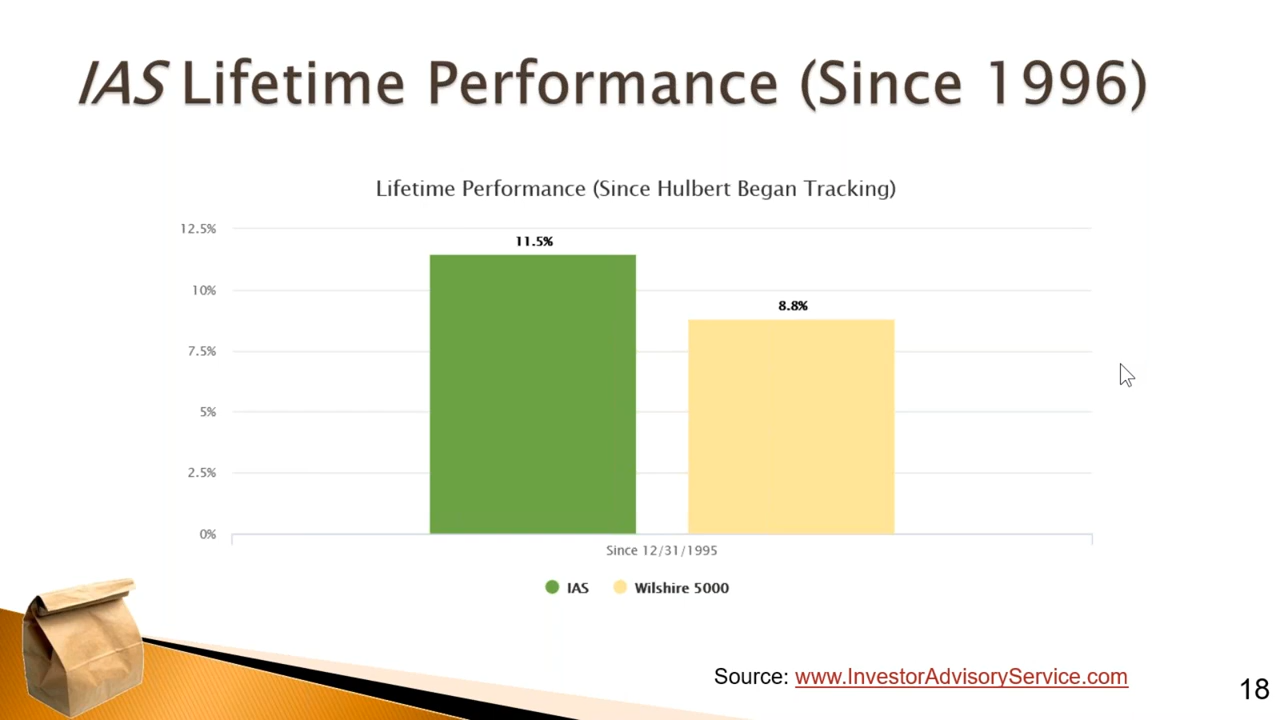 IAS Lifetime Performance (Since 1996)
Lifetime Performance (Since Hulbert Began Tracking)
12.5%
11.5%
10%
8.8%
7.5%
5%
2.5%
0%
Since 12/31/1995
IAS Wilshire 5000
Source: www.InvestorAdvisoryService.com
18